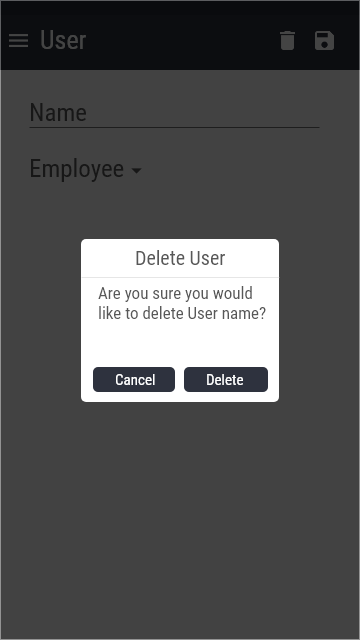 User
Name
Employee
Delete User
Are you sure you would
like to delete User name?
Cancel
Delete